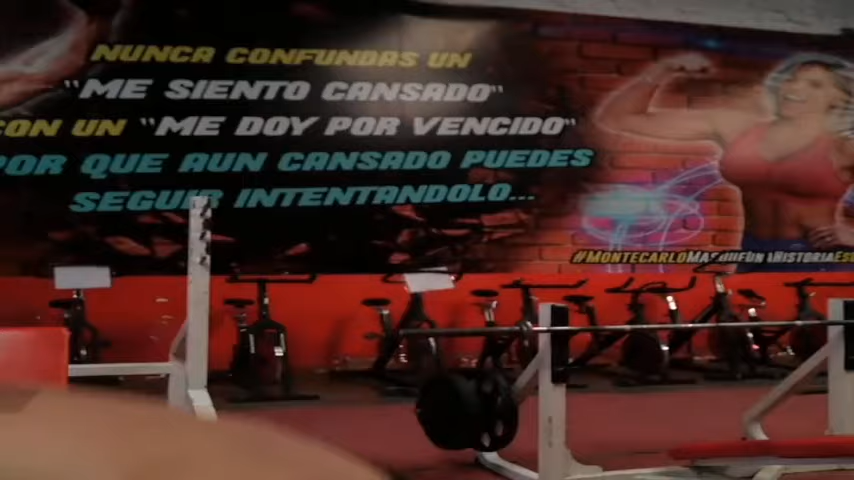 NUNCA CONFUNDAS UN
"ME SIENTO CANSADO"
CON UN "ME DOY POR VENCIDO"
POR QUE AUN CANSADO PUEDES
SEGUIR INTENTANDOLO...